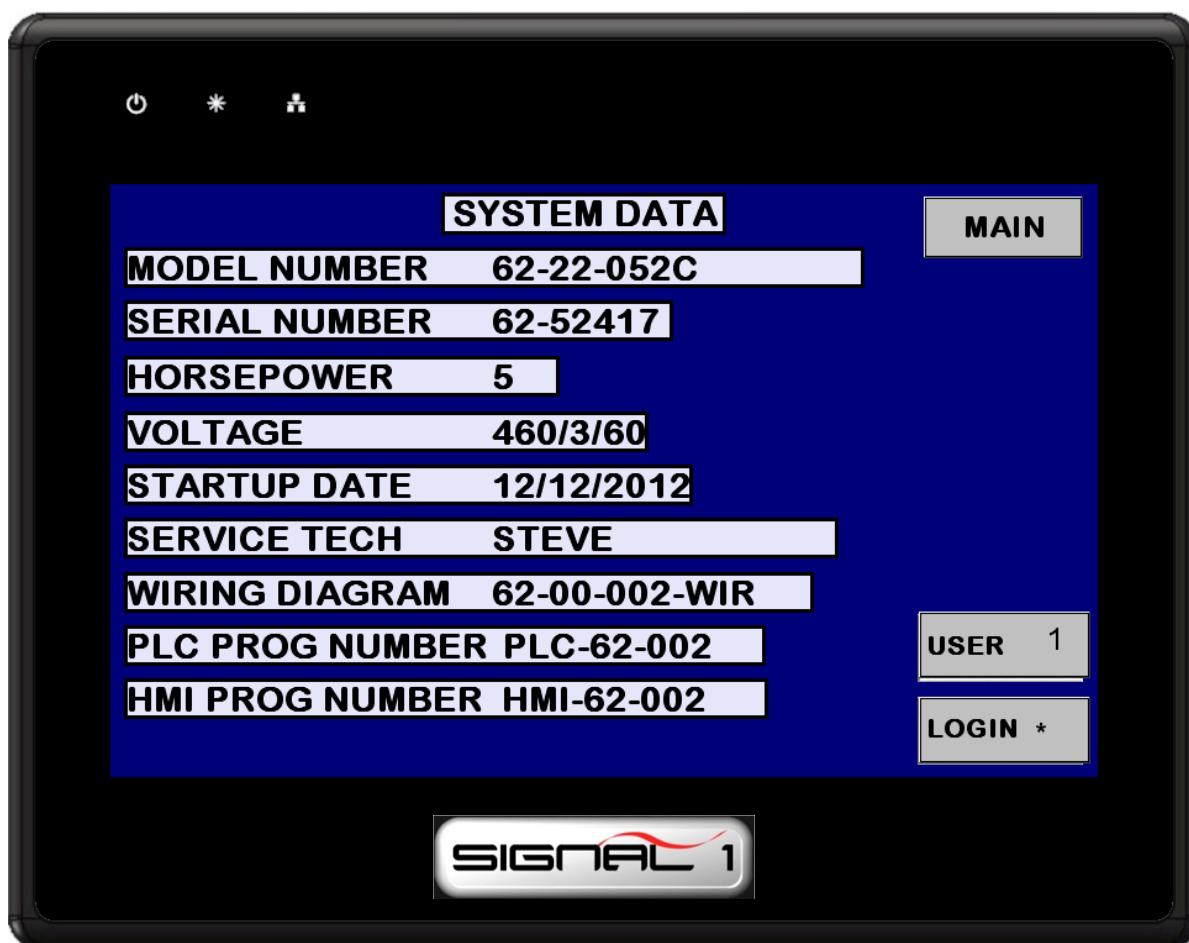 SYSTEM DATA
MAIN
MODEL NUMBER 62-22-052C
SERIAL NUMBER 62-52417
HORSEPOWER 5
VOLTAGE 460/3/60
STARTUP DATE 12/12/2012
SERVICE TECH STEVE
WIRING DIAGRAM 62-00-002-WIR
PLC PROG NUMBER PLC-62-002
USER 1
HMI PROG NUMBER HMI-62-002
LOGIN *
SIGNAL 1